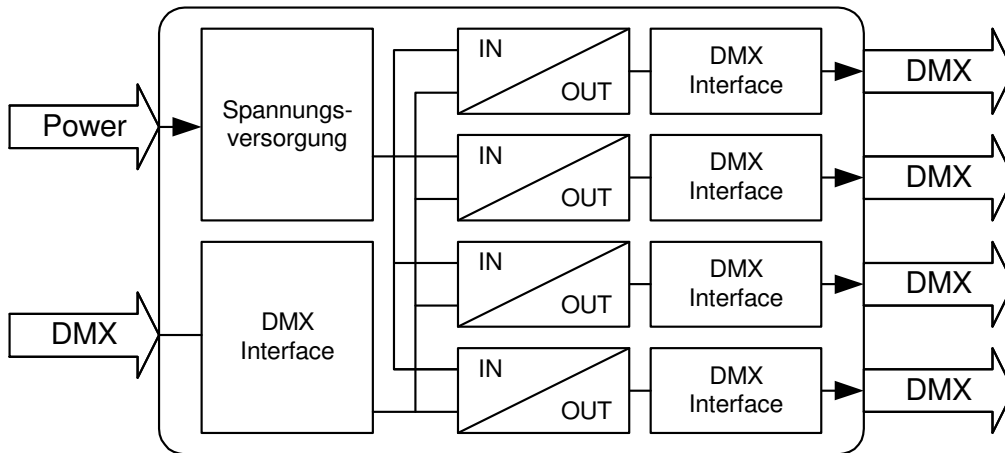 Power
Spannungs-
versorgung
DMX
DMX
Interface
IN
OUT
DMX
Interface
DMX
IN
OUT
DMX
Interface
DMX
IN
OUT
DMX
Interface
DMX
IN
OUT
DMX
Interface
DMX